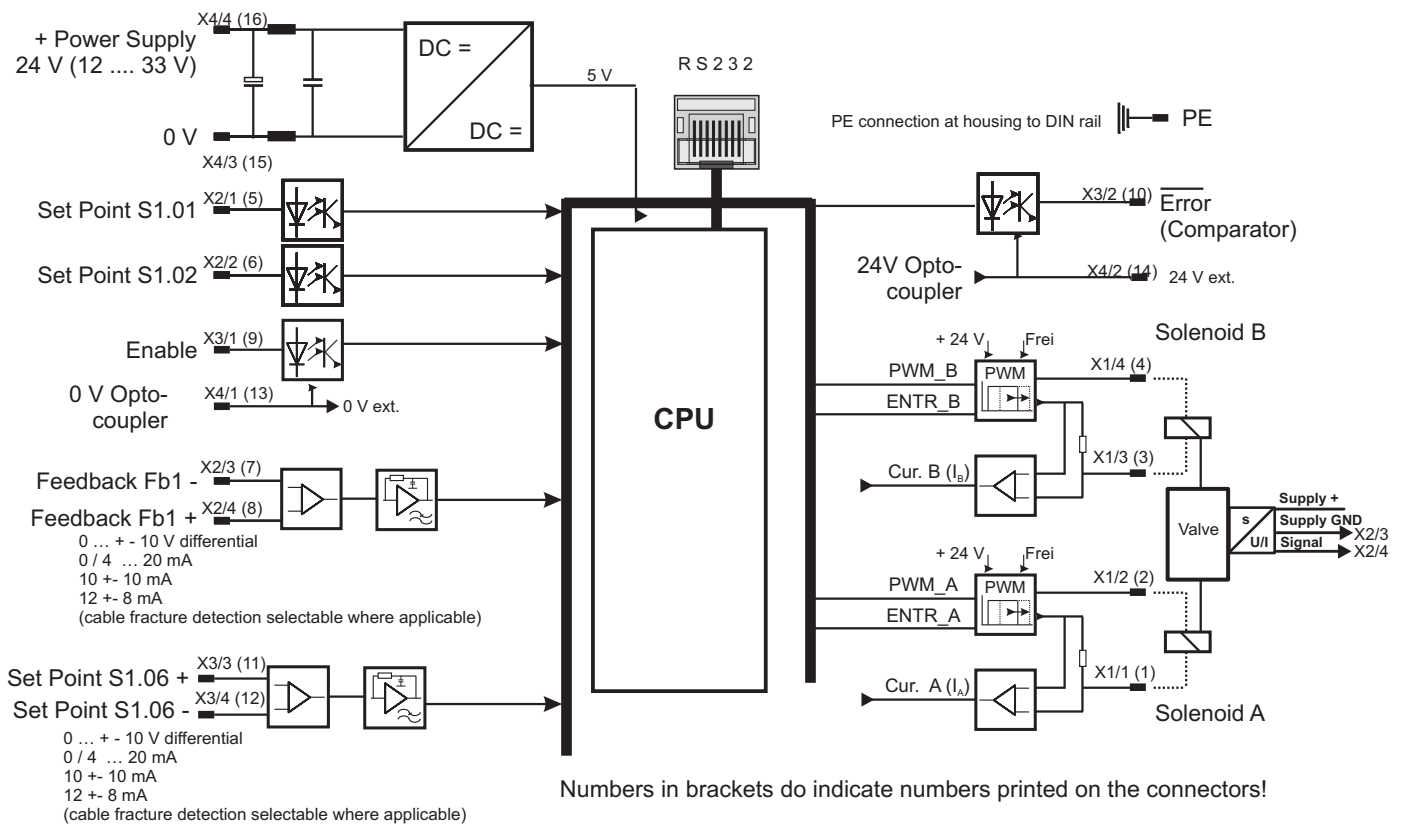 X4/4 (16)
+ Power Supply
24 V (12 .... 33 V)
0 V
X4/3 (15)
DC =
DC =
5 V
R S 2 3 2
PE connection at housing to DIN rail
PE
Set Point S1.01
X2/1 (5)
Set Point S1.02
X2/2 (6)
Enable
X3/1 (9)
0 V Opto-
coupler
X4/1 (13)
0 V ext.
Feedback Fb1 -
X2/3 (7)
Feedback Fb1 +
X2/4 (8)
0 … + - 10 V differential
0 / 4 … 20 mA
10 +- 10 mA
12 +- 8 mA
(cable fracture detection selectable where applicable)
Set Point S1.06 +
X3/3 (11)
Set Point S1.06 -
X3/4 (12)
0 … + - 10 V differential
0 / 4 … 20 mA
10 +- 10 mA
12 +- 8 mA
(cable fracture detection selectable where applicable)
CPU
X3/2 (10)
Error
(Comparator)
24V Opto-
coupler
X4/2 (14)
24 V ext.
Solenoid B
+ 24 V
Frei
PWM_B
PWM
X1/4 (4)
ENTR_B
Cur. B (I_B)
X1/3 (3)
Valve
s
U/I
Supply +
Supply GND
X2/3
Signal
X2/4
+ 24 V
Frei
PWM_A
PWM
X1/2 (2)
ENTR_A
Cur. A (I_A)
X1/1 (1)
Solenoid A
Numbers in brackets do indicate numbers printed on the connectors!